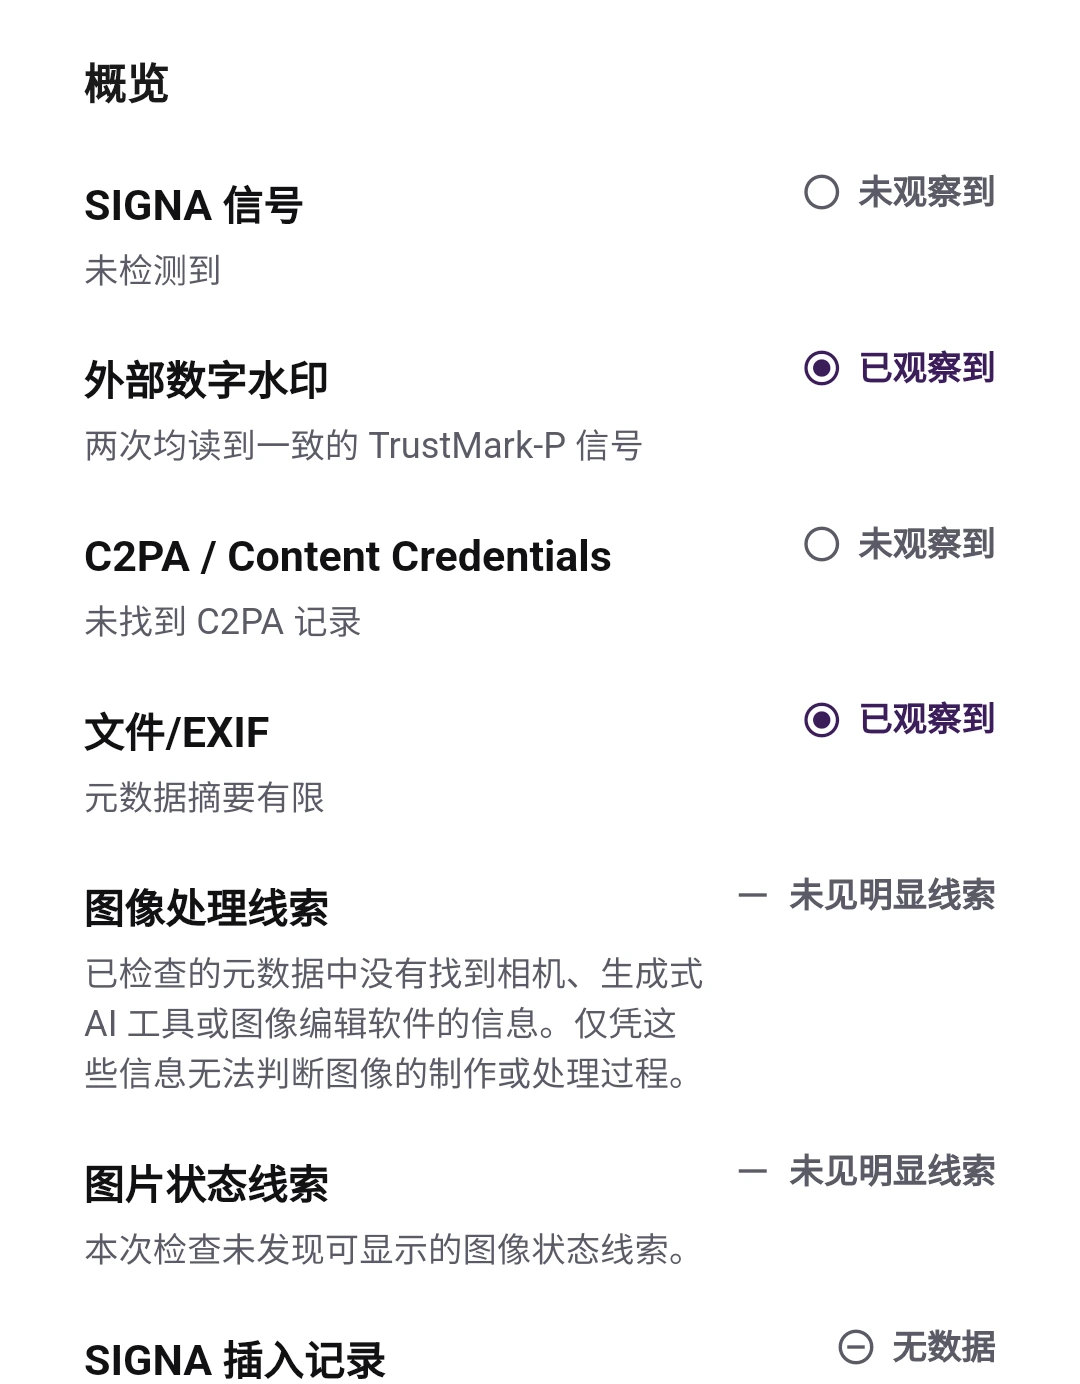 概览
SIGNA 信号
未观察到
未检测到
外部数字水印
已观察到
两次均读到一致的 TrustMark-P 信号
C2PA / Content Credentials
未观察到
未找到 C2PA 记录
文件/EXIF
已观察到
元数据摘要有限
图像处理线索
未见明显线索
已检查的元数据中没有找到相机、生成式
AI 工具或图像编辑软件的信息。仅凭这
些信息无法判断图像的制作或处理过程。
图片状态线索
未见明显线索
本次检查未发现可显示的图像状态线索。
SIGNA 插入记录
无数据